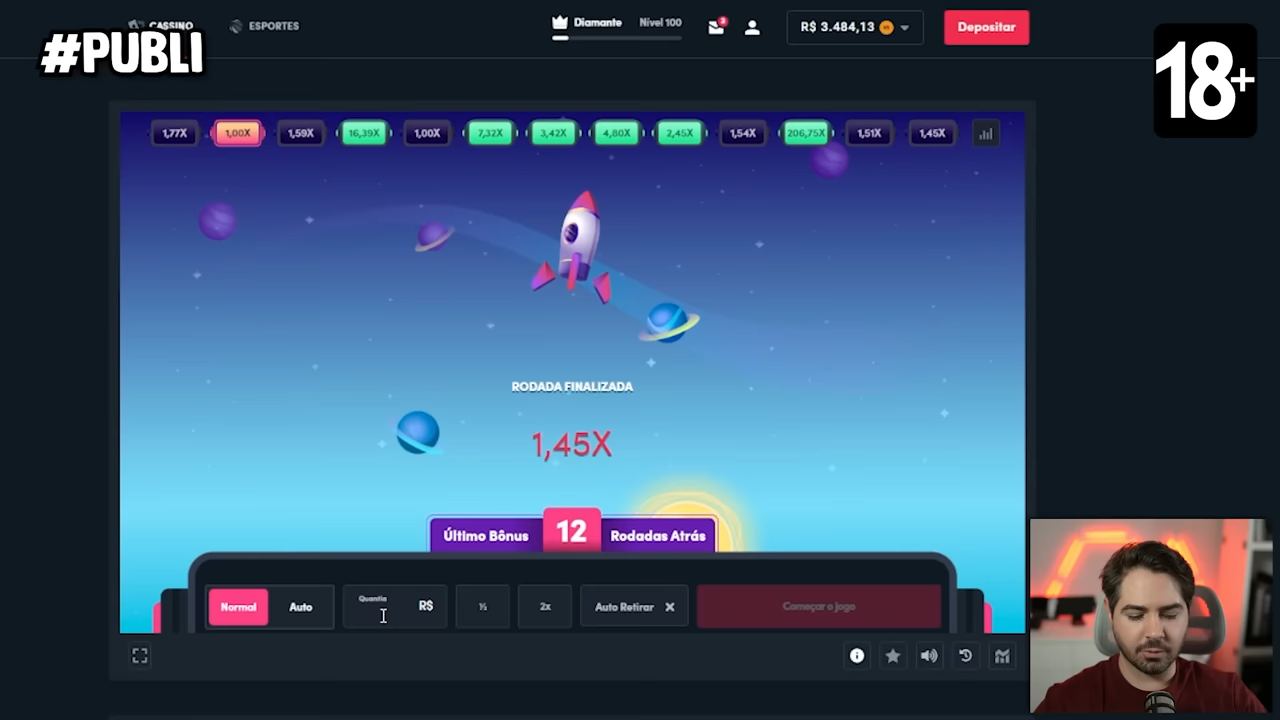 CASSINO
ESPORTES
Diamante
Nível 100
3
R$ 3.484,13
Depositar
#PUBLI
18+
1,77X
1,00X
1,59X
16,39X
1,00X
7,32X
3,42X
4,80X
2,45X
1,54X
206,75X
1,51X
1,45X
RODADA FINALIZADA
1,45X
Último Bônus
12
Rodadas Atrás
Normal
Auto
Quantia
R$
½
2x
Auto Retirar
Começar o jogo